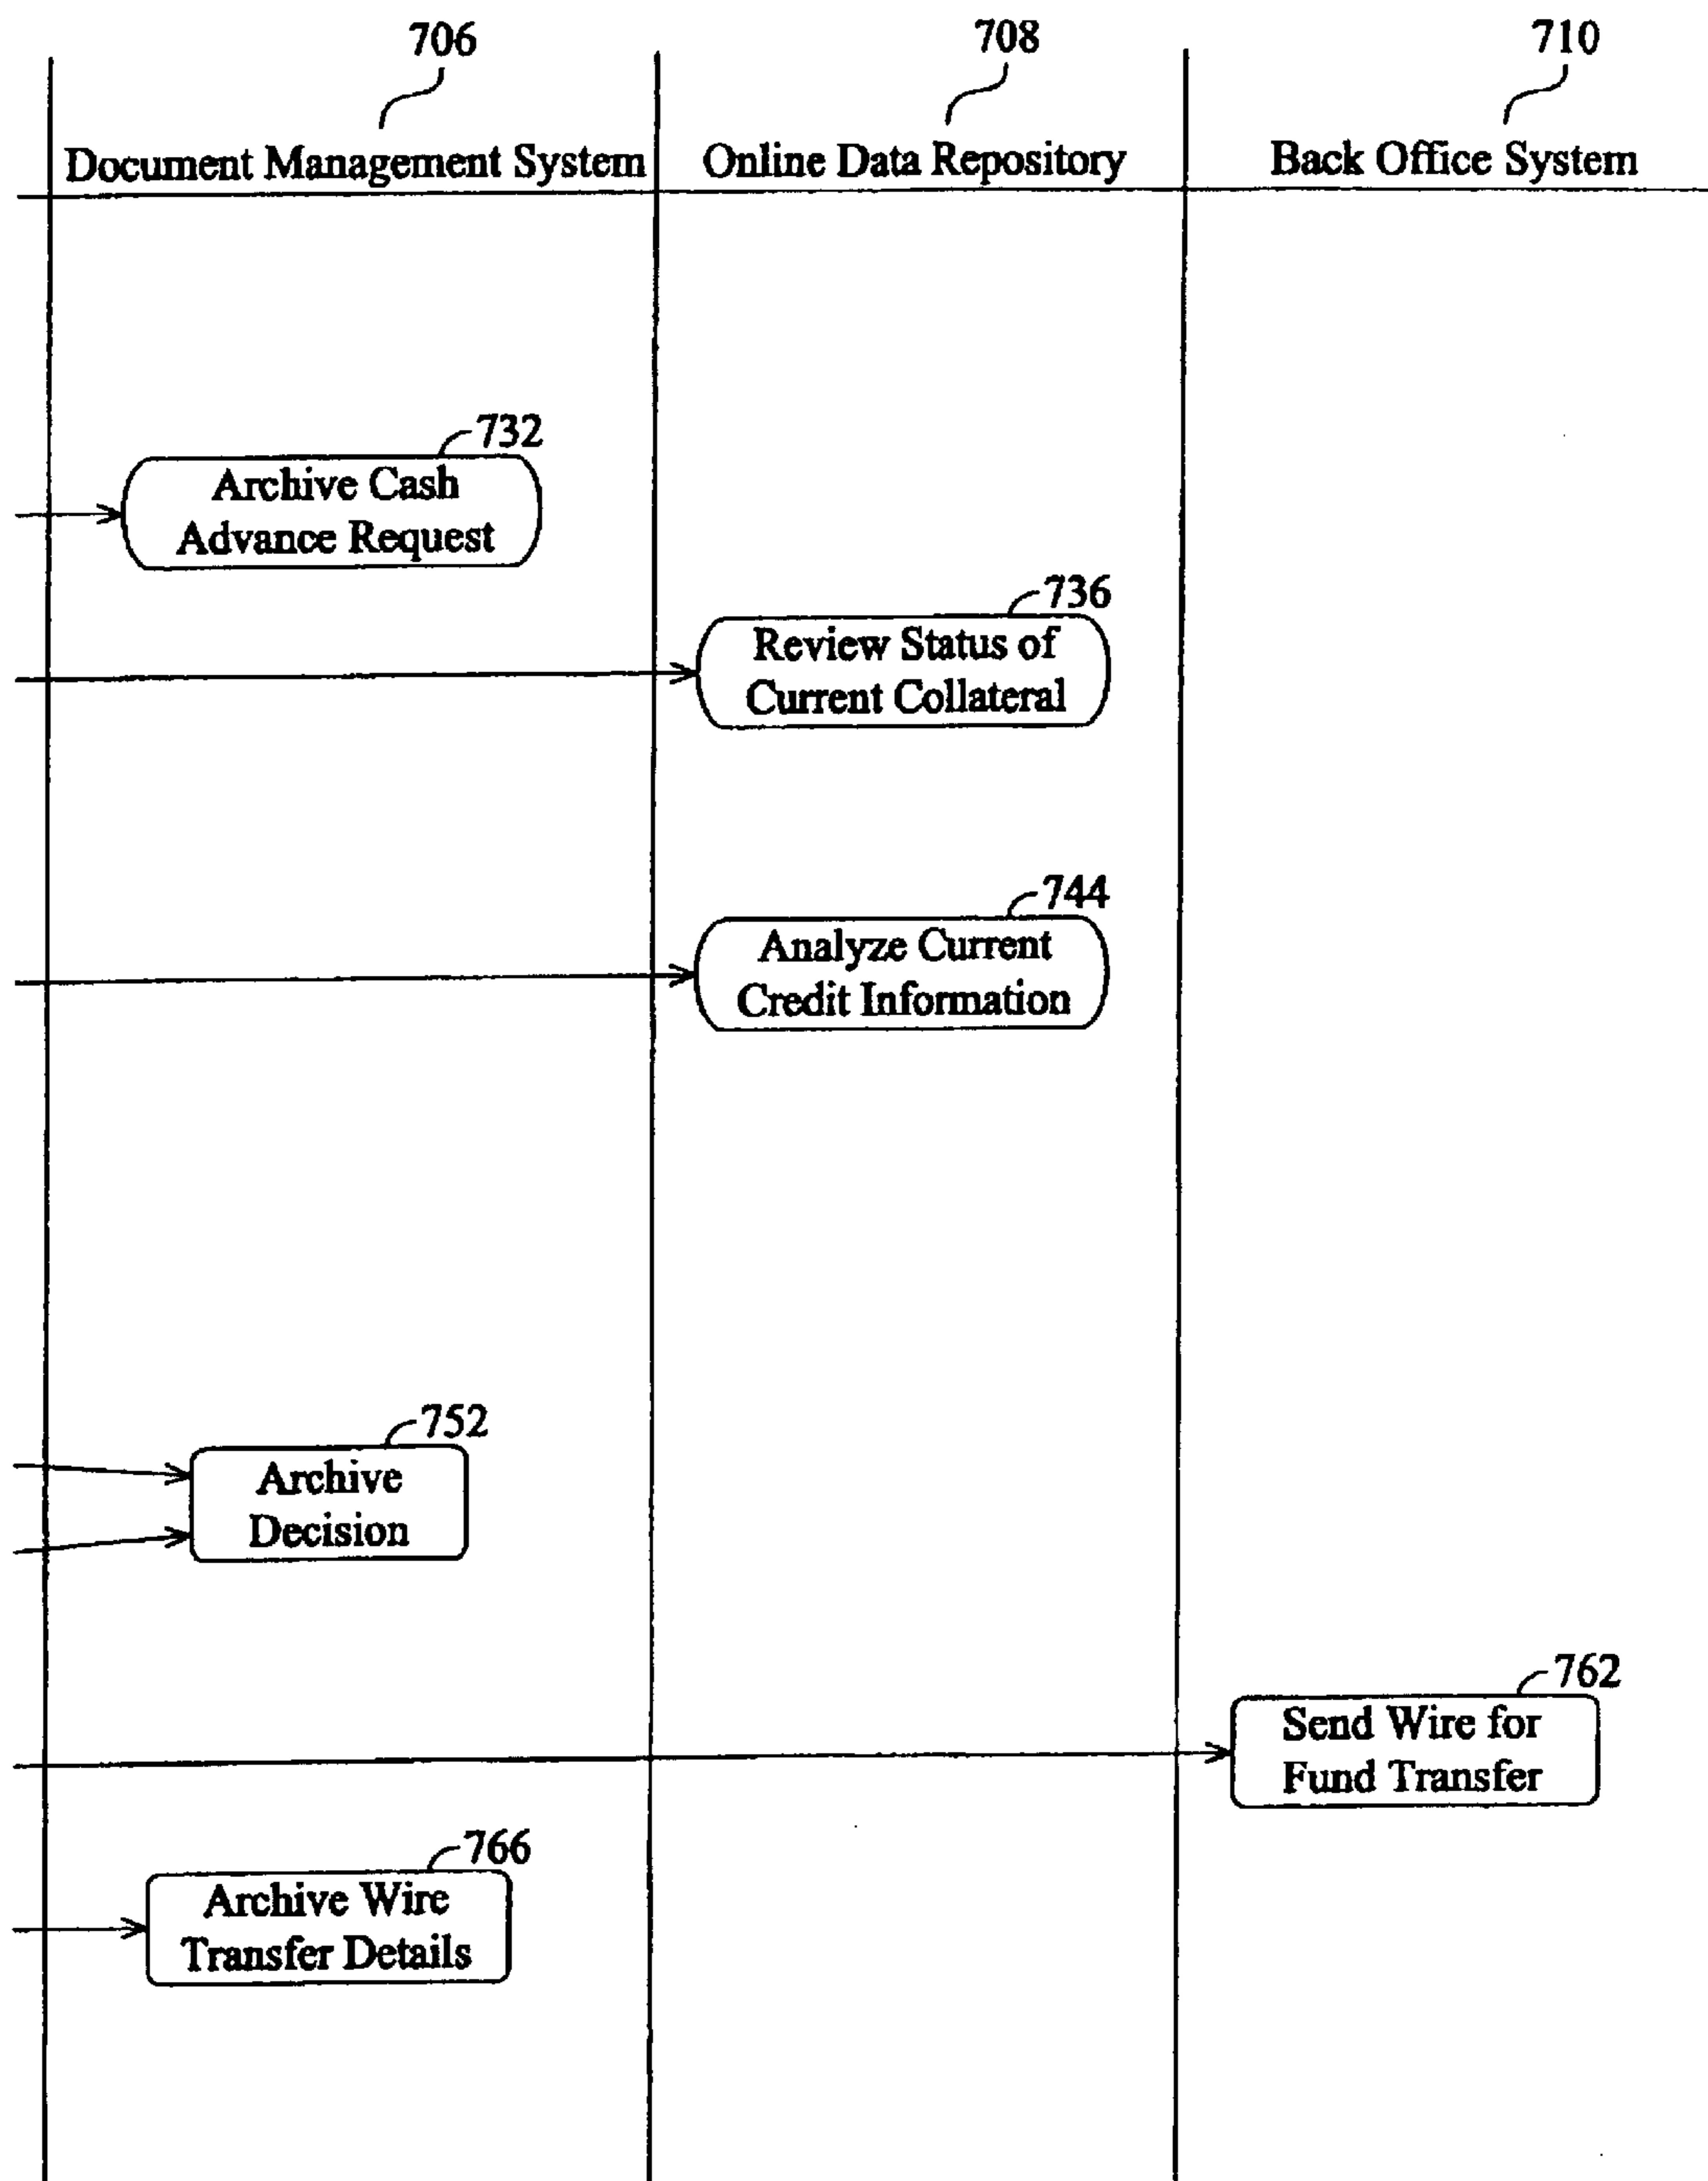 706
708
710
Document Management System
Online Data Repository
Back Office System
732
Archive Cash
Advance Request
736
Review Status of
Current Collateral
744
Analyze Current
Credit Information
752
Archive
Decision
762
Send Wire for
Fund Transfer
766
Archive Wire
Transfer Details